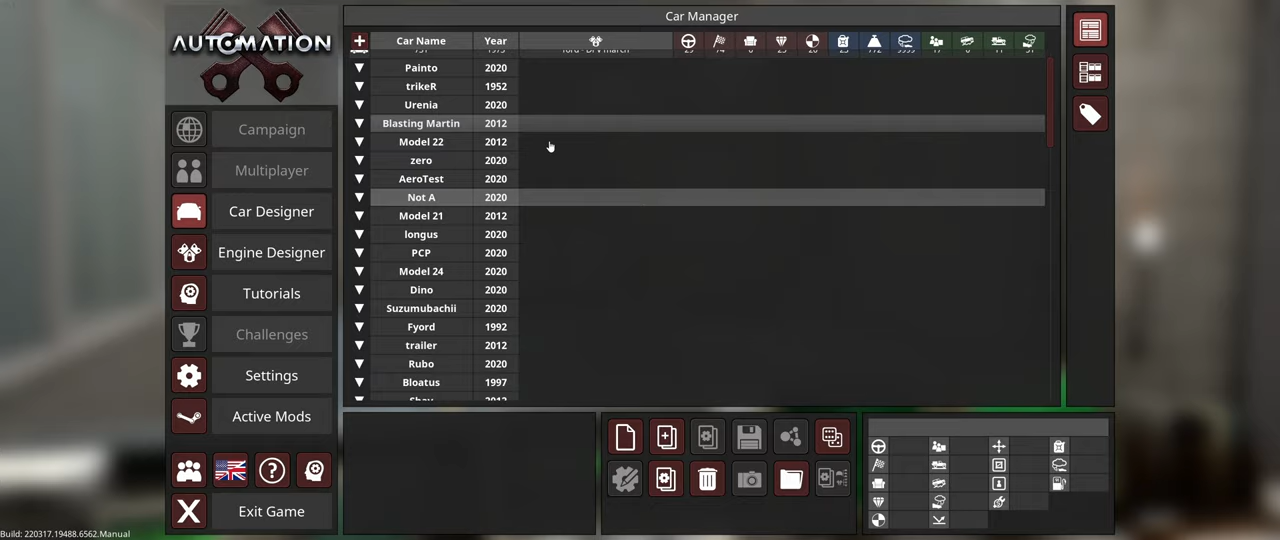 Car Manager
AUTOMATION
Car Name Year
Painto 2020
trikeR 1952
Urenia 2020
Blasting Martin 2012
Model 22 2012
zero 2020
AeroTest 2020
Not A 2020
Model 21 2012
longus 2020
PCP 2020
Model 24 2020
Dino 2020
Suzumubachii 2020
Fyord 1992
trailer 2012
Rubo 2020
Bloatus 1997
Campaign
Multiplayer
Car Designer
Engine Designer
Tutorials
Challenges
Settings
Active Mods
Exit Game
Build: 220317.19488.6562.Manual